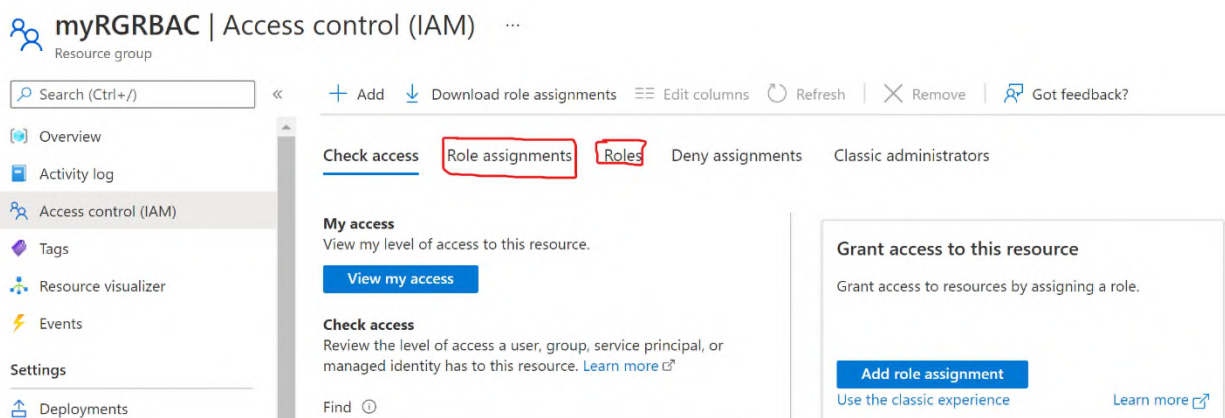 myRGRBAC | Access control (IAM) ...
Resource group
Search (Ctrl+/) «
Overview
Activity log
Access control (IAM)
Tags
Resource visualizer
Events
Settings
Deployments
Add Download role assignments Edit columns Refresh Remove Got feedback?
Check access Role assignments Roles Deny assignments Classic administrators
My access
View my level of access to this resource.
View my access
Check access
Review the level of access a user, group, service principal, or
managed identity has to this resource. Learn more
Find
Grant access to this resource
Grant access to resources by assigning a role.
Add role assignment
Use the classic experience Learn more